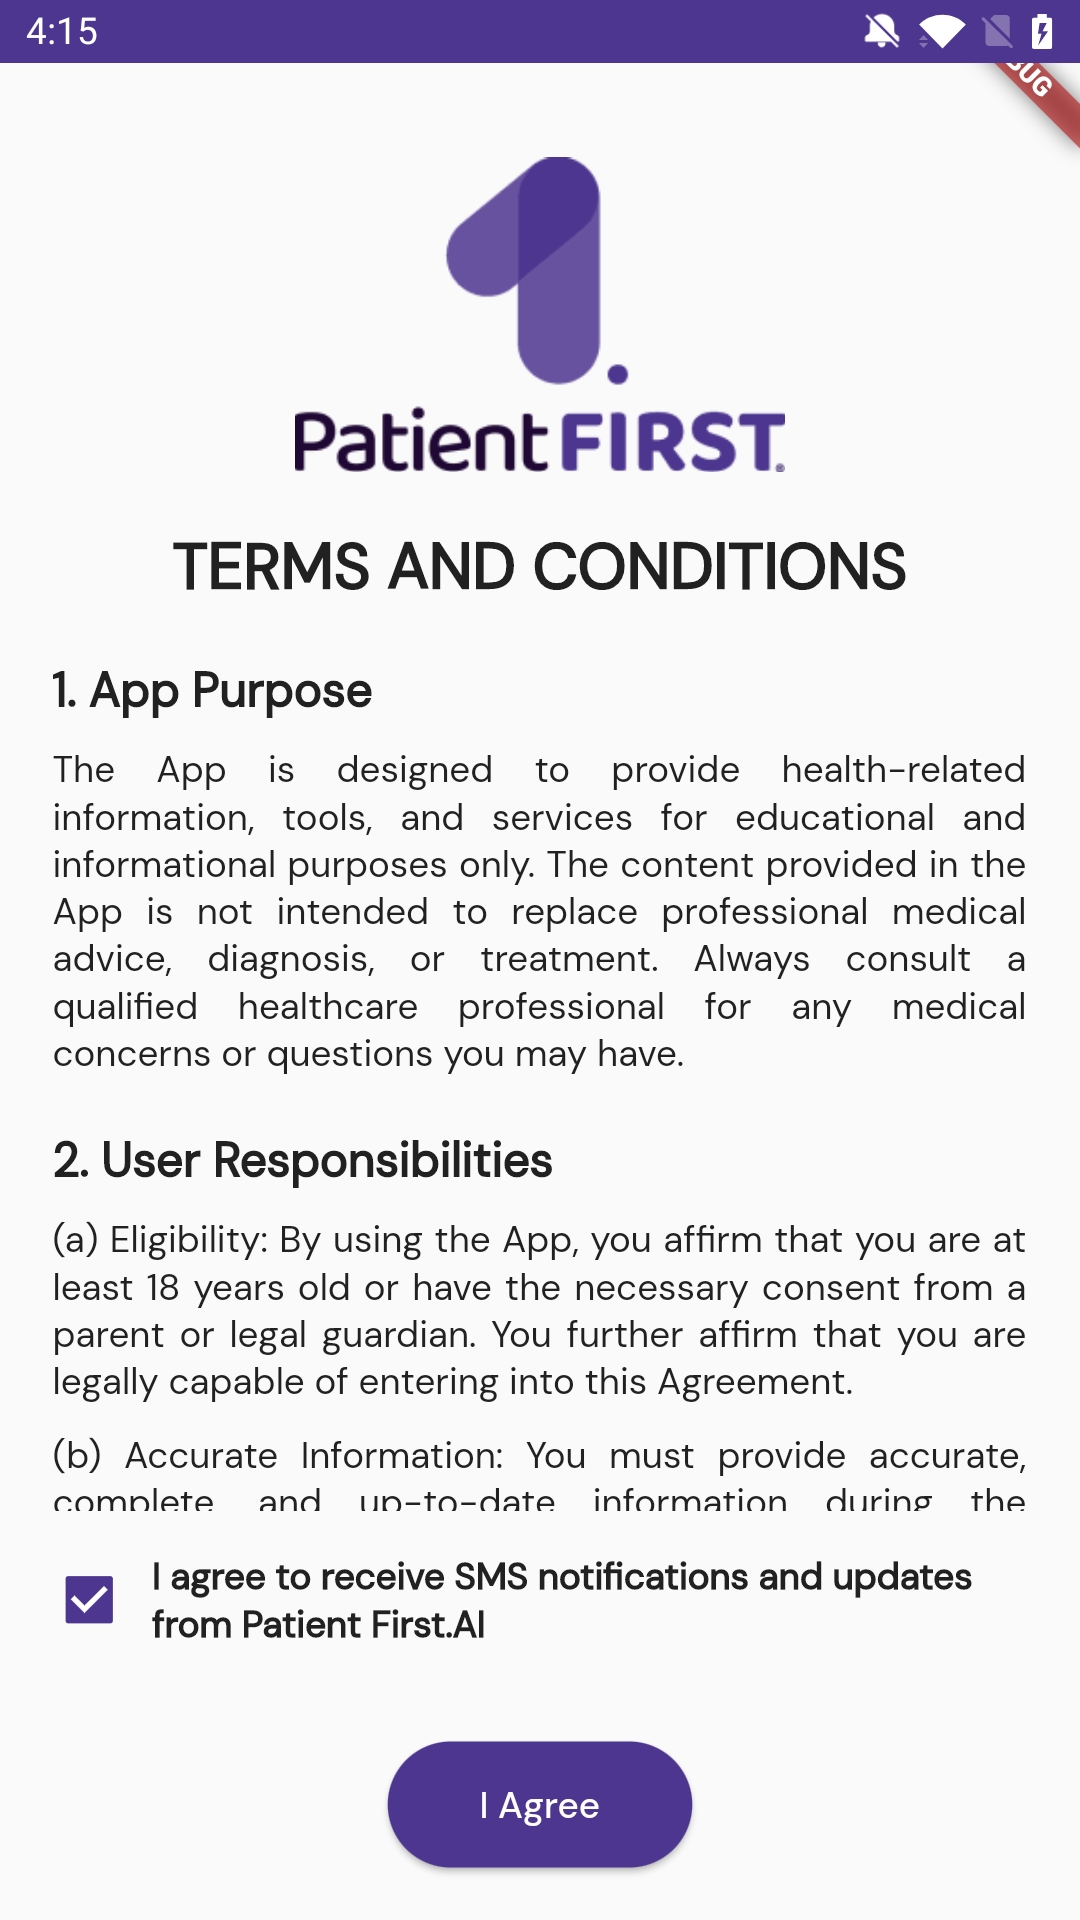 4:15
BUG
1.
Patient FIRST
TERMS AND CONDITIONS
1. App Purpose
The App is designed to provide health-related
information, tools, and services for educational and
informational purposes only. The content provided in the
App is not intended to replace professional medical
advice, diagnosis, or treatment. Always consult a
qualified healthcare professional for any medical
concerns or questions you may have.
2. User Responsibilities
(a) Eligibility: By using the App, you affirm that you are at
least 18 years old or have the necessary consent from a
parent or legal guardian. You further affirm that you are
legally capable of entering into this Agreement.
(b) Accurate Information: You must provide accurate,
complete and up-to-date information during the
I agree to receive SMS notifications and updates
from Patient First.AI
I Agree